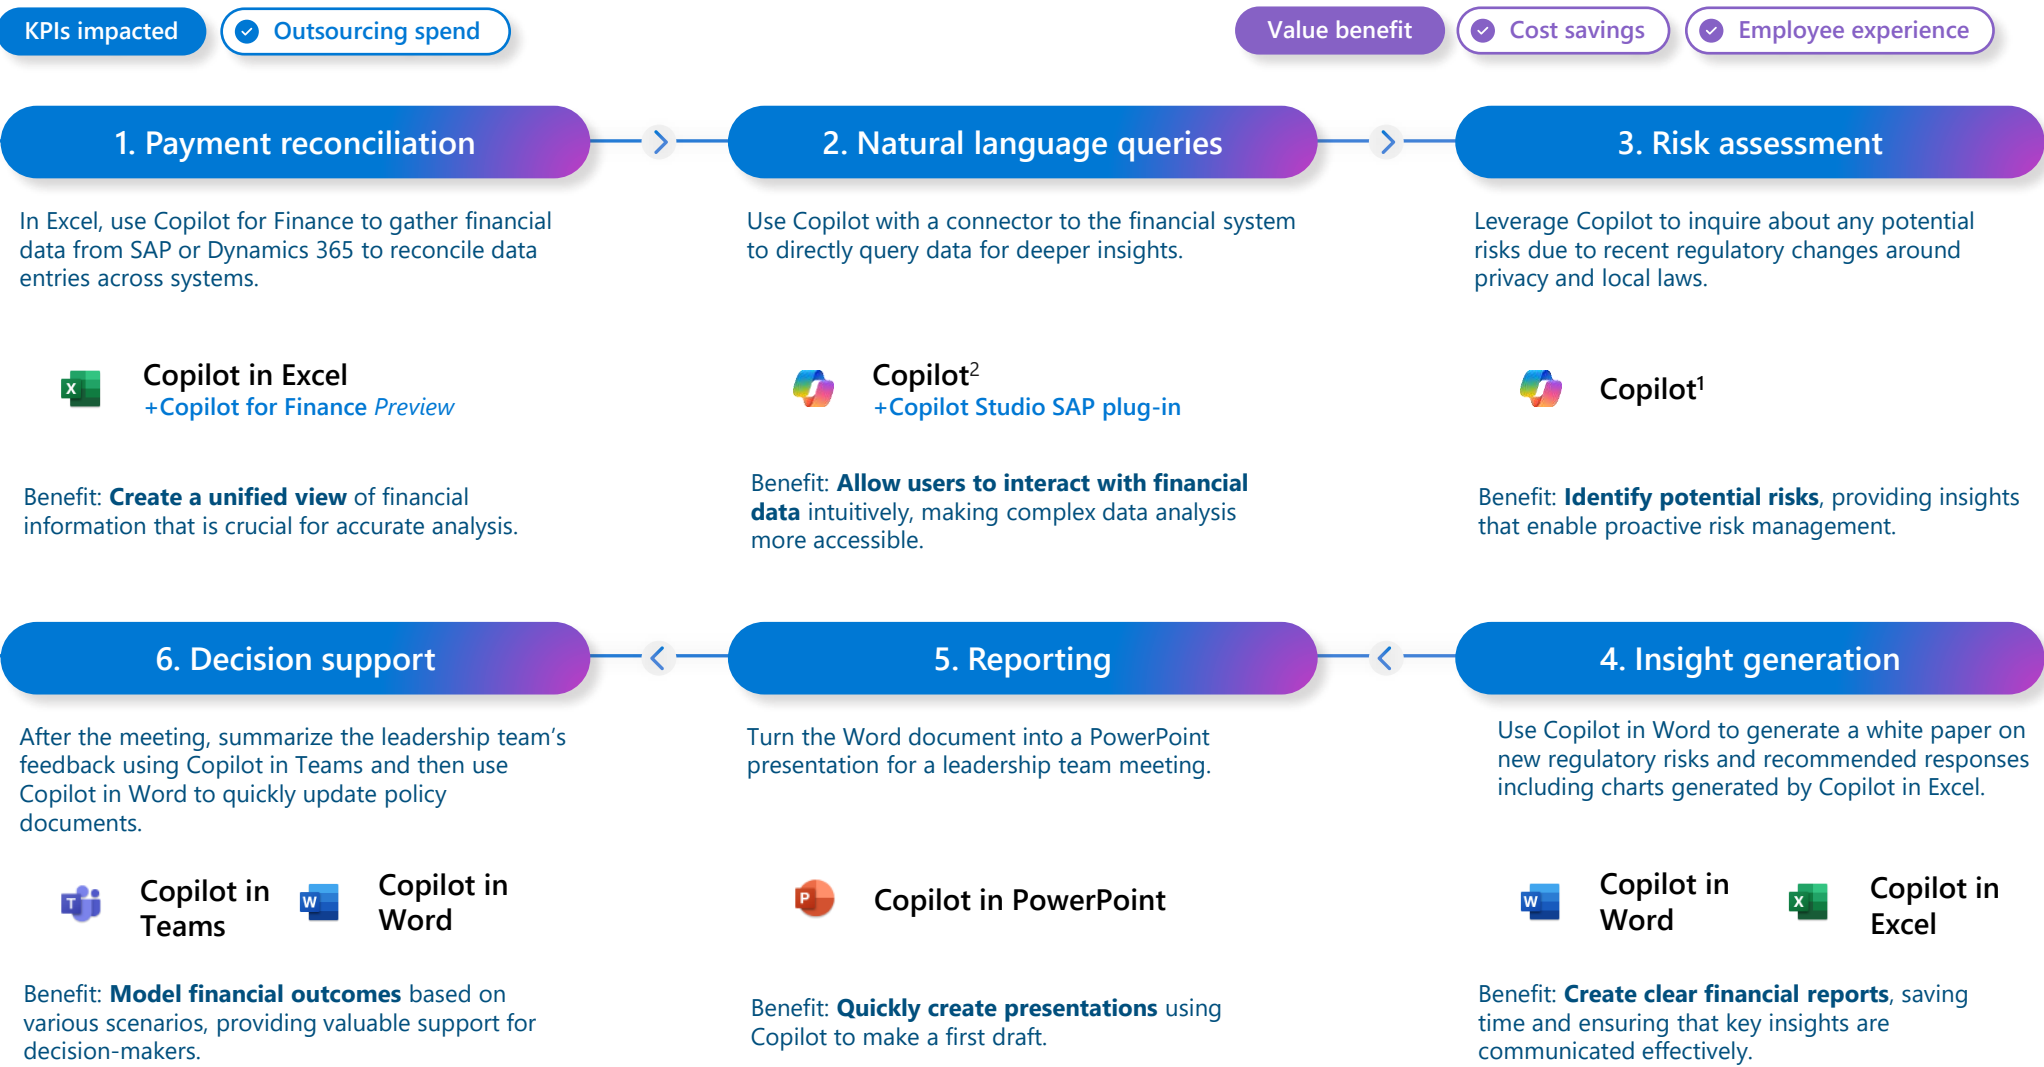 KPIs impacted
Outsourcing spend
Value benefit
Cost savings
Employee experience
1. Payment reconciliation
In Excel, use Copilot for Finance to gather financial
data from SAP or Dynamics 365 to reconcile data
entries across systems.
Copilot in Excel
+Copilot for Finance Preview
Benefit: Create a unified view of financial
information that is crucial for accurate analysis.
2. Natural language queries
Use Copilot with a connector to the financial system
to directly query data for deeper insights.
Copilot²
+Copilot Studio SAP plug-in
Benefit: Allow users to interact with financial
data intuitively, making complex data analysis
more accessible.
3. Risk assessment
Leverage Copilot to inquire about any potential
risks due to recent regulatory changes around
privacy and local laws.
Copilot¹
Benefit: Identify potential risks, providing insights
that enable proactive risk management.
4. Insight generation
Use Copilot in Word to generate a white paper on
new regulatory risks and recommended responses
including charts generated by Copilot in Excel.
Copilot in
Word
Copilot in
Excel
Benefit: Create clear financial reports, saving
time and ensuring that key insights are
communicated effectively.
5. Reporting
Turn the Word document into a PowerPoint
presentation for a leadership team meeting.
Copilot in PowerPoint
Benefit: Quickly create presentations using
Copilot to make a first draft.
6. Decision support
After the meeting, summarize the leadership team’s
feedback using Copilot in Teams and then use
Copilot in Word to quickly update policy
documents.
Copilot in
Teams
Copilot in
Word
Benefit: Model financial outcomes based on
various scenarios, providing valuable support for
decision-makers.